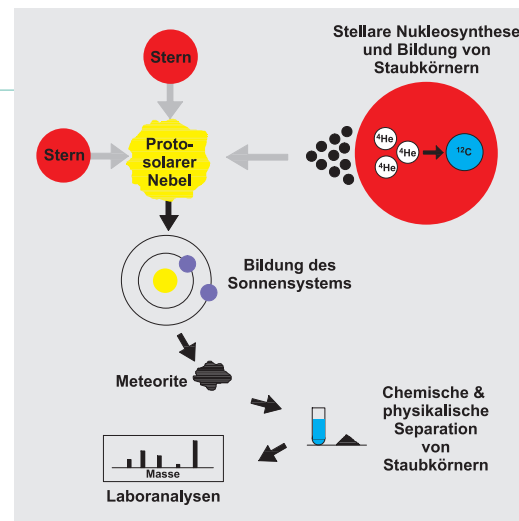 Stellare Nukleosynthese
und Bildung von
Staubkörnern
Stern
Stern
Proto-
solarer
Nebel
⁴He
⁴He
⁴He
¹²C
Bildung des
Sonnensystems
Meteorite
Chemische &
physikalische
Separation
von
Staubkörnern
Masse
Laboranalysen